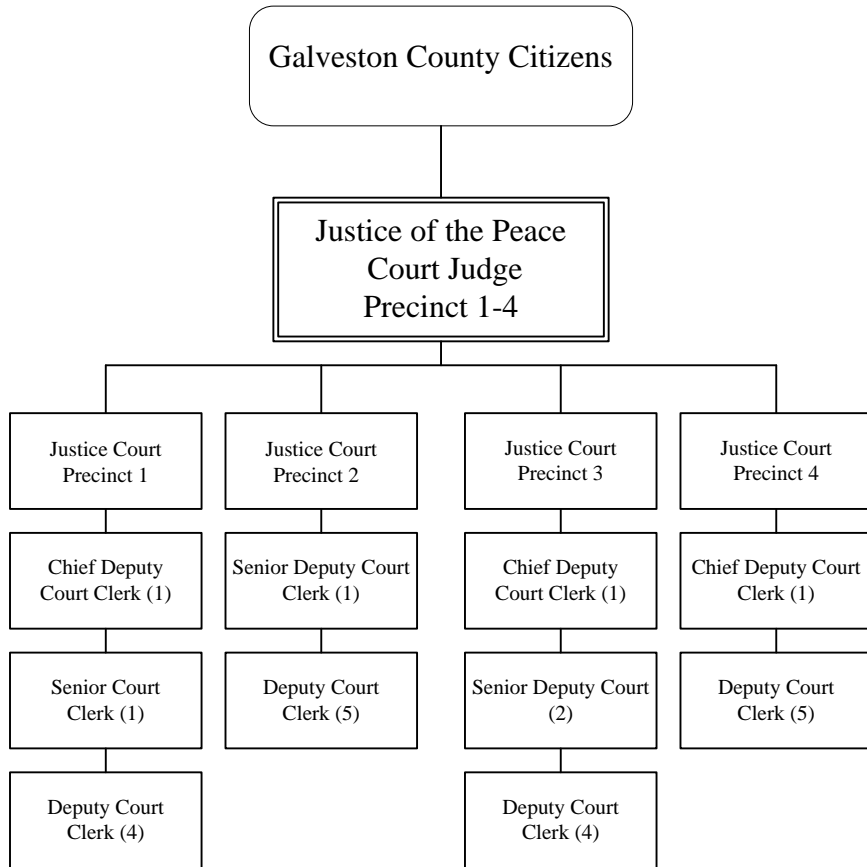 Galveston County Citizens
Justice of the Peace
Court Judge
Precinct 1-4
Justice Court
Precinct 1
Justice Court
Precinct 2
Justice Court
Precinct 3
Justice Court
Precinct 4
Chief Deputy
Court Clerk (1)
Senior Deputy Court
Clerk (1)
Chief Deputy
Court Clerk (1)
Chief Deputy Court
Clerk (1)
Senior Court
Clerk (1)
Deputy Court
Clerk (5)
Senior Deputy Court
(2)
Deputy Court
Clerk (5)
Deputy Court
Clerk (4)
Deputy Court
Clerk (4)